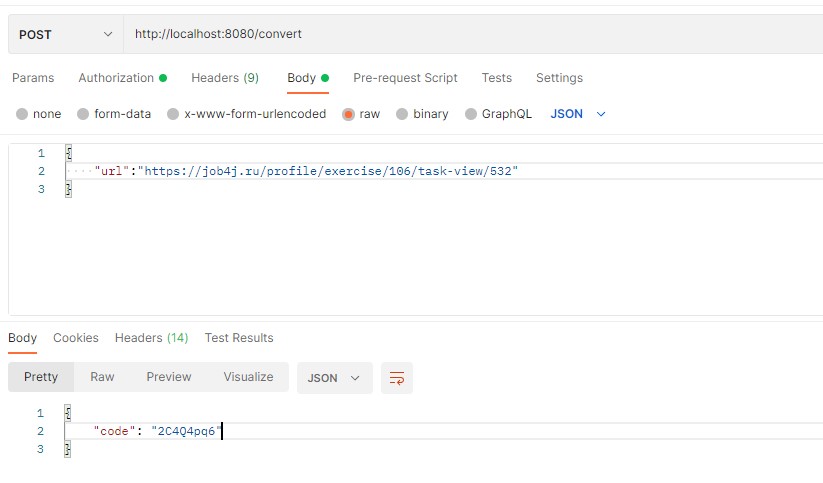 POST http://localhost:8080/convert
Params Authorization Headers (9) Body Pre-request Script Tests Settings
none form-data x-www-form-urlencoded raw binary GraphQL JSON
1 {
2 "url":"https://job4j.ru/profile/exercise/106/task-view/532"
3 }
Body Cookies Headers (14) Test Results
Pretty Raw Preview Visualize JSON
1 {
2 "code": "2C4Q4pq6"
3 }